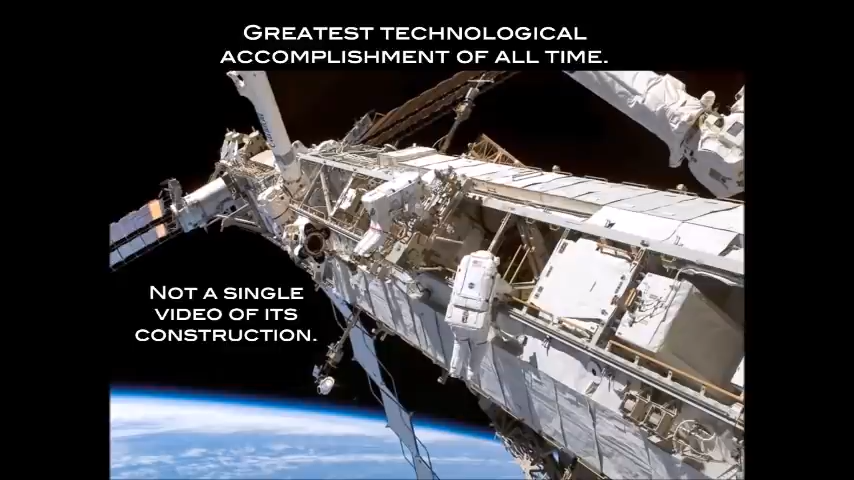 Greatest technological
accomplishment of all time.
Not a single
video of its
construction.